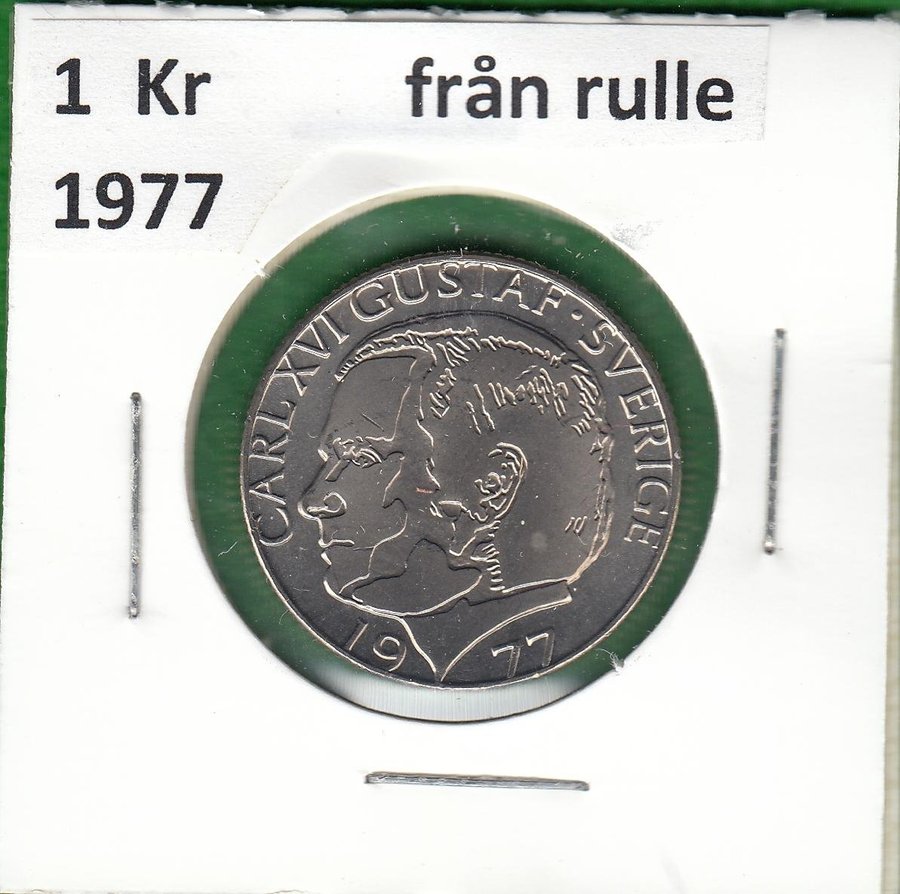 1 Kr från rulle
1977
CARL XVI GUSTAF · SVERIGE
19 77